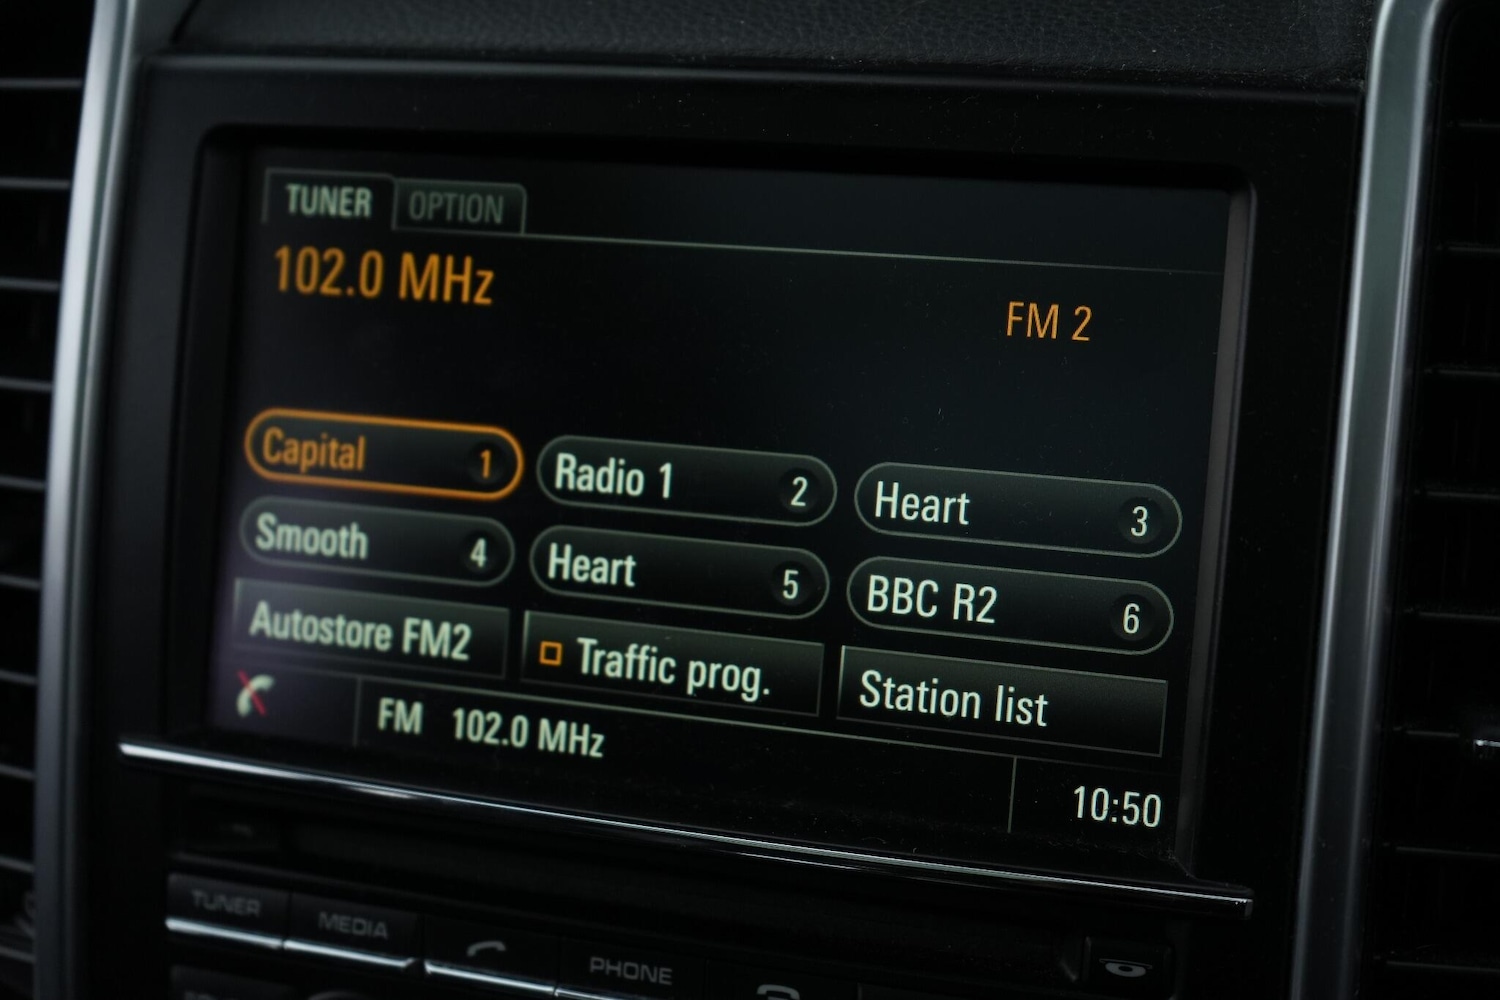 TUNER OPTION
102.0 MHz
FM 2
Capital 1 Radio 1 2 Heart 3
Smooth 4 Heart 5 BBC R2 6
Autostore FM2 Traffic prog. Station list
FM 102.0 MHz
10:50
TUNER MEDIA PHONE